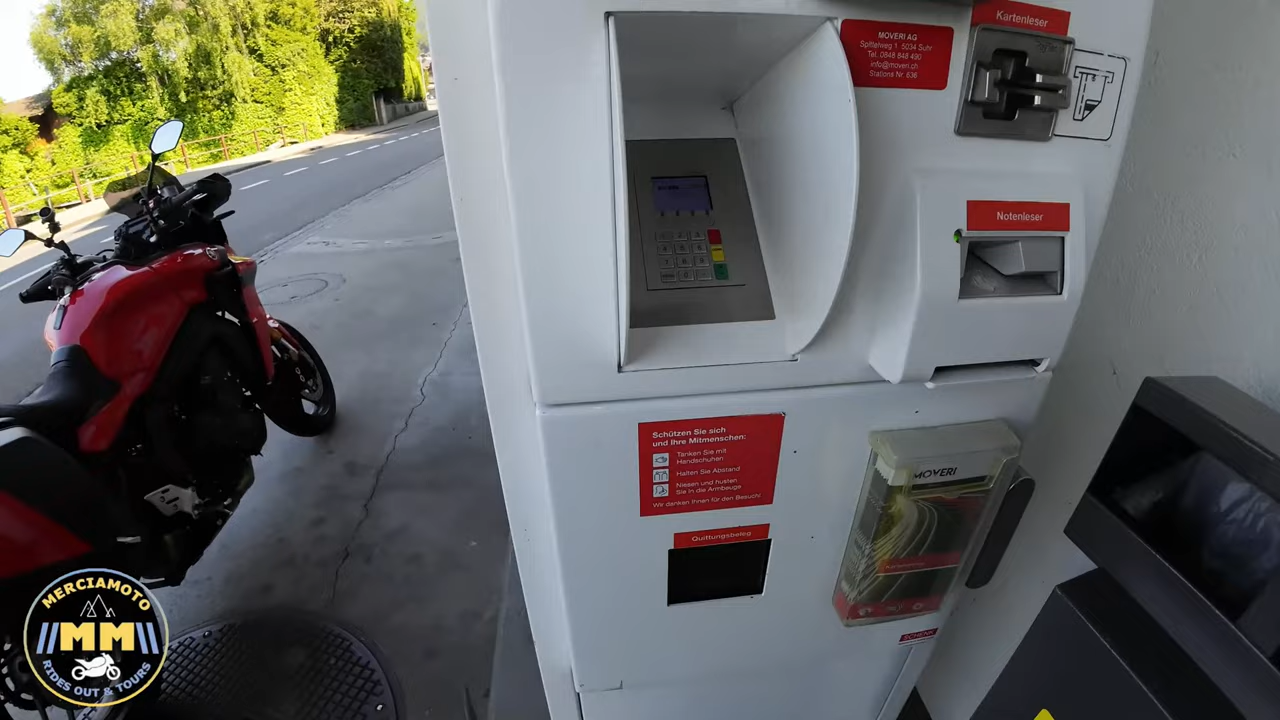 Kartenleser
MOVERI AG
Spittelweg 1, 5034 Suhr
Tel. 0848 848 490
info@moveri.ch
Stations Nr. 636
Notenleser
Schützen Sie sich
und Ihre Mitmenschen:
Tanken Sie mit
Handschuhen
Halten Sie Abstand
Niesen und husten
Sie in die Armbeuge
Wir danken Ihnen für den Besuch!
MOVERI
Quittungsbeleg
SCHENK
MERCIAMOTO
MM
RIDES OUT & TOURS